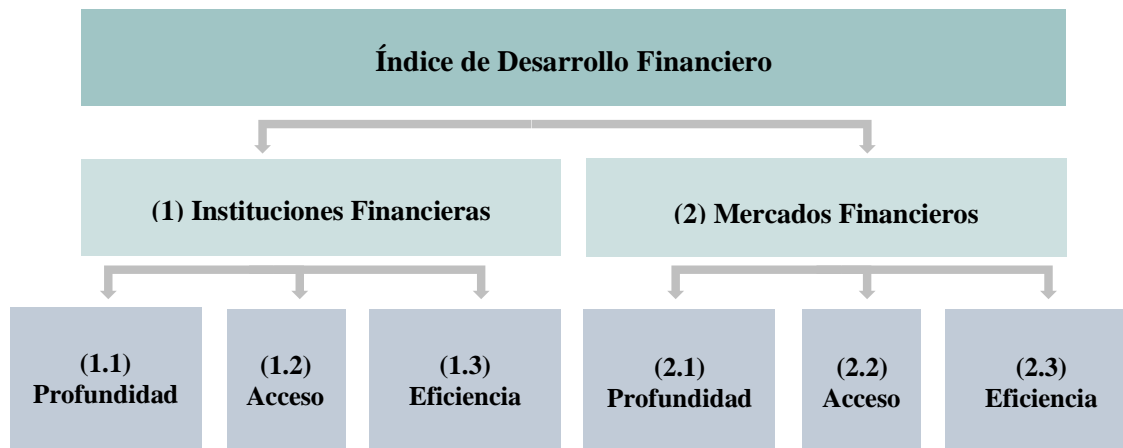 Índice de Desarrollo Financiero
(1) Instituciones Financieras
(2) Mercados Financieros
(1.1)
Profundidad
(1.2)
Acceso
(1.3)
Eficiencia
(2.1)
Profundidad
(2.2)
Acceso
(2.3)
Eficiencia